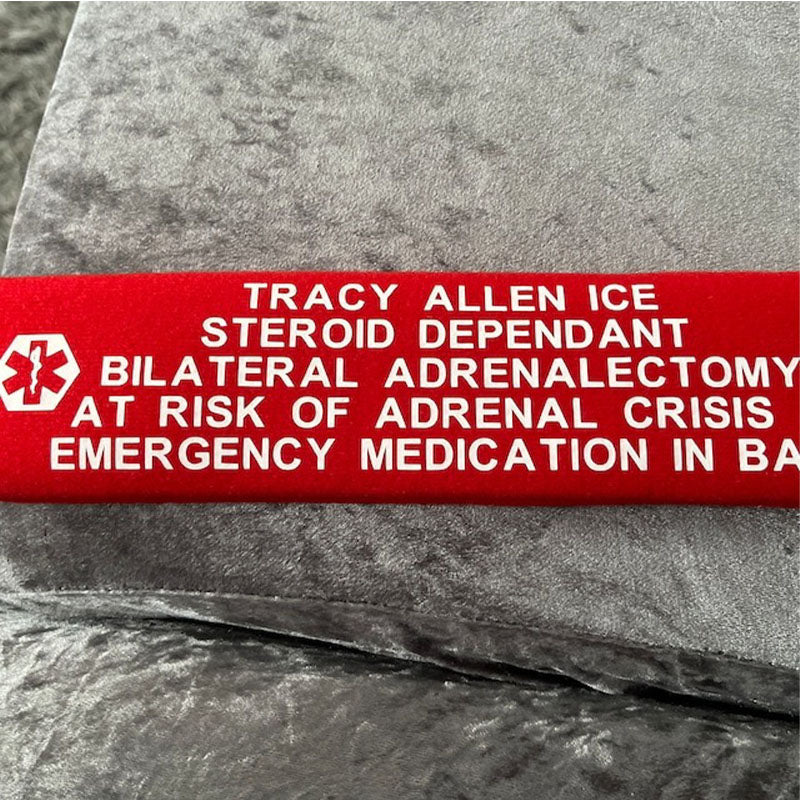 TRACY ALLEN ICE
STEROID DEPENDANT
BILATERAL ADRENALECTOMY
AT RISK OF ADRENAL CRISIS
EMERGENCY MEDICATION IN BA